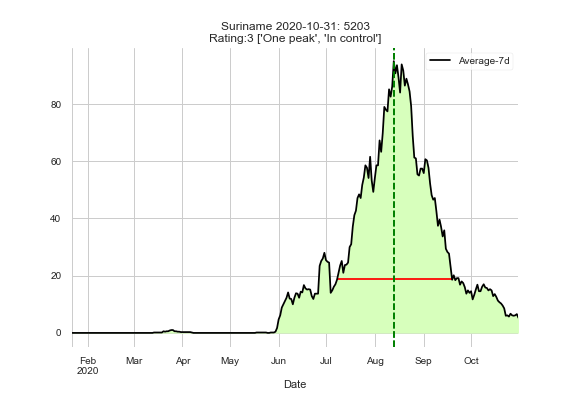 Suriname 2020-10-31: 5203
Rating:3 ['One peak', 'In control']
Average-7d
80
60
40
20
0
Feb Mar Apr May Jun Jul Aug Sep Oct
2020
Date